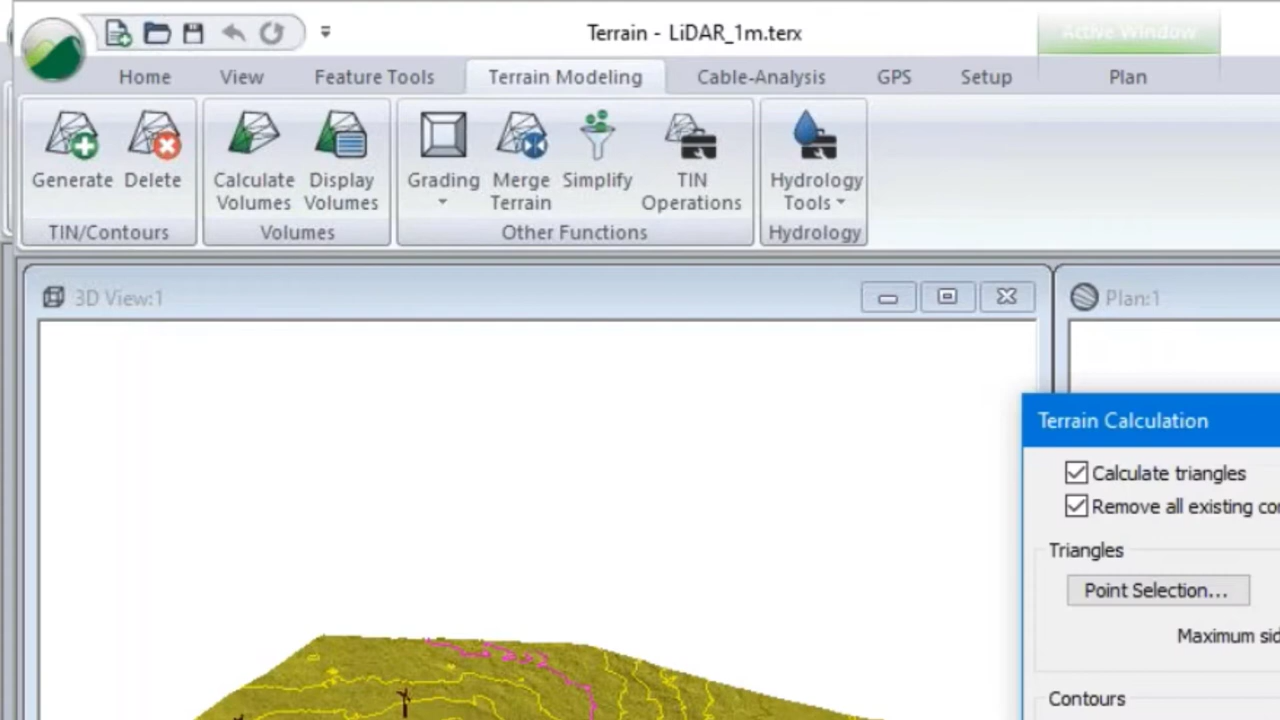 Terrain - LiDAR_1m.terx
Active Window
Home View Feature Tools Terrain Modeling Cable-Analysis GPS Setup Plan
Generate Delete Calculate Volumes Display Volumes Grading Merge Terrain Simplify TIN Operations Hydrology Tools
TIN/Contours Volumes Other Functions Hydrology
3D View:1 Plan:1
Terrain Calculation
Calculate triangles
Remove all existing
Triangles
Point Selection...
Maximum
Contours